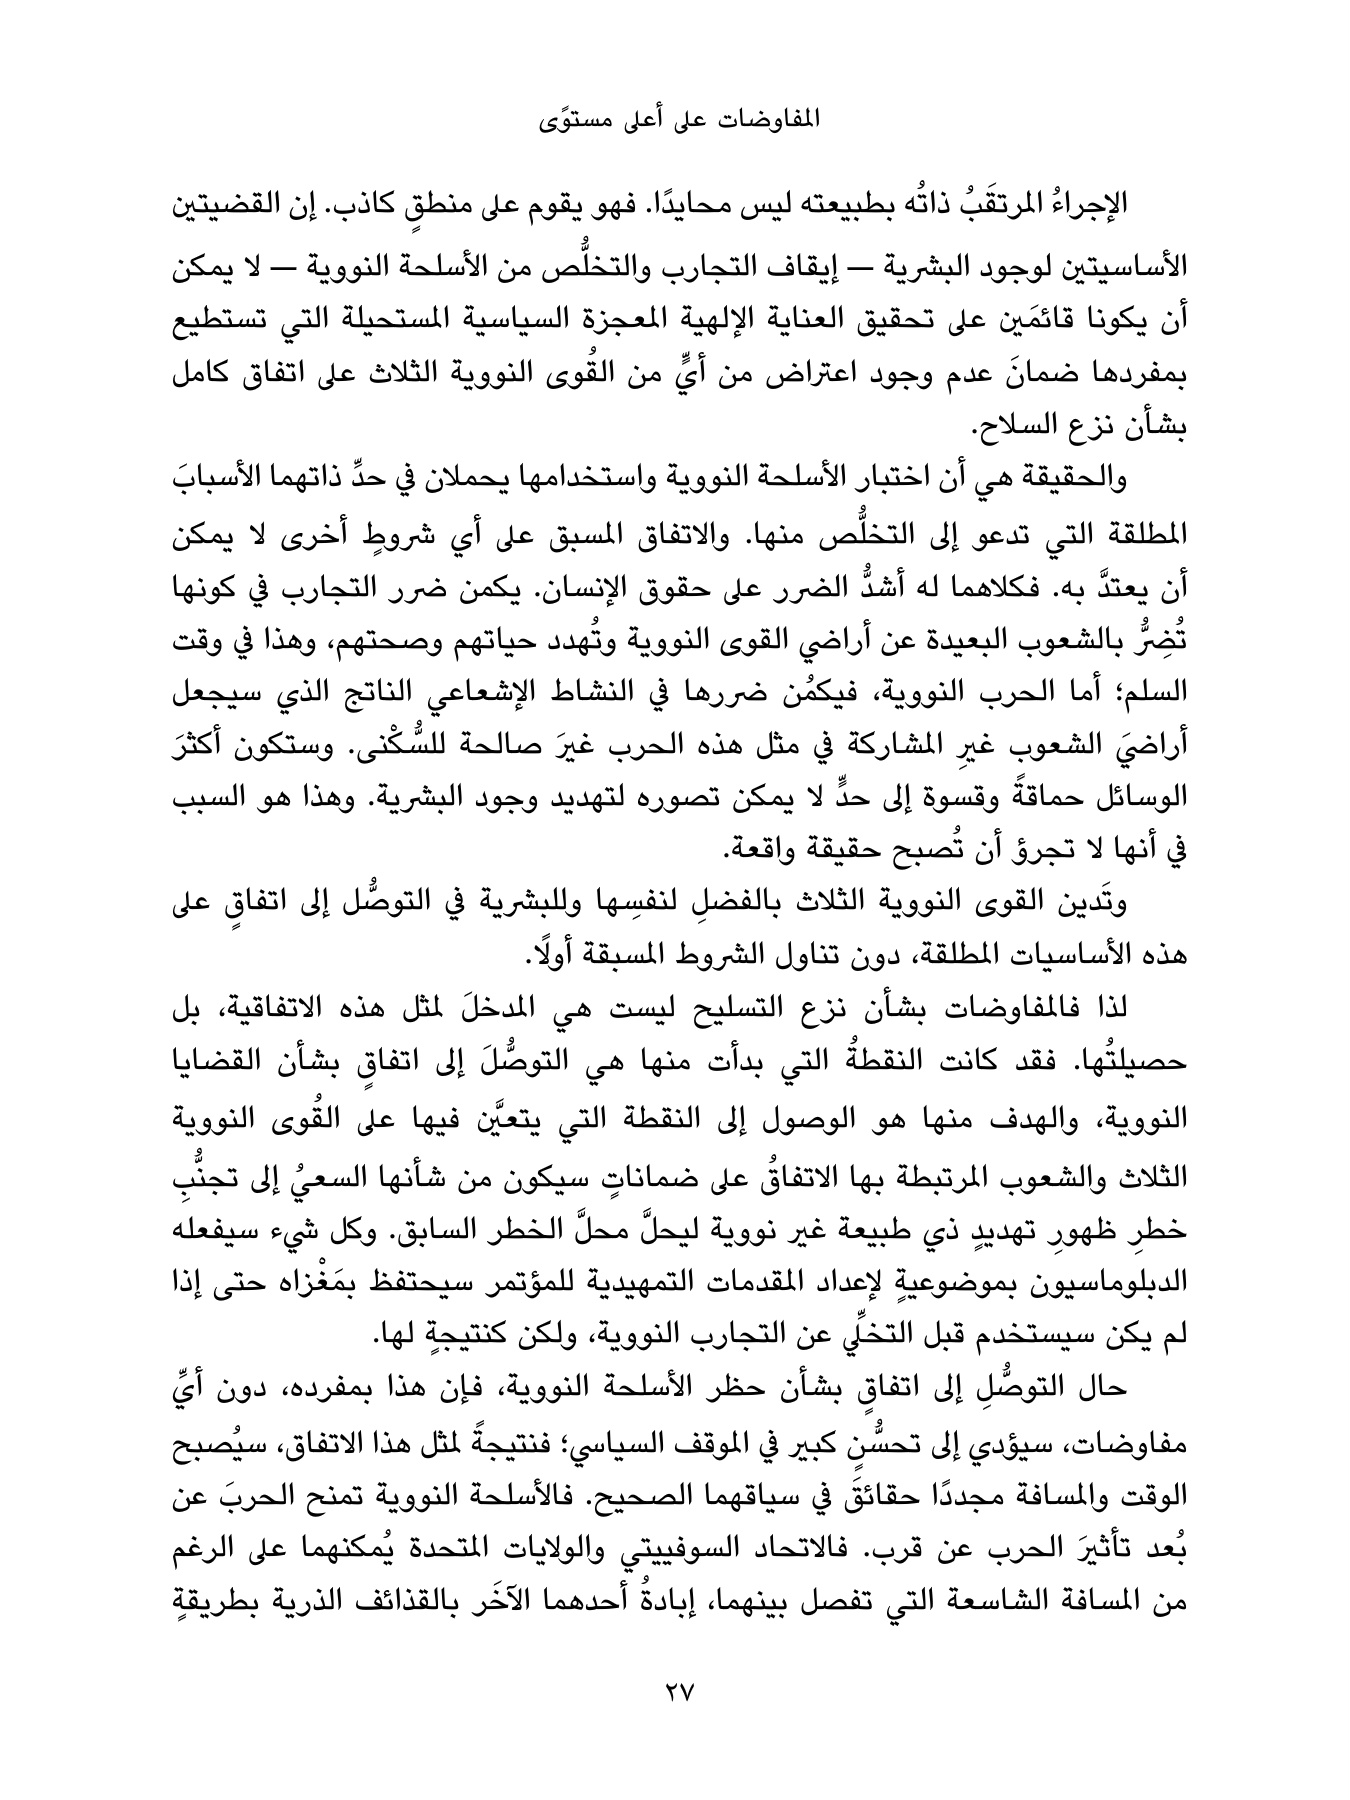 المفاوضات على أعلى مستوًى
الإجراءُ المرتقَبُ ذاتُه بطبيعته ليس محايدًا. فهو يقوم على منطقٍ كاذب. إن القضيتين
الأساسيتين لوجود البشرية — إيقاف التجارب والتخلُّص من الأسلحة النووية — لا يمكن
أن يكونا قائمَين على تحقيق العناية الإلهية المعجزة السياسية المستحيلة التي تستطيع
بمفردها ضمانَ عدم وجود اعتراض من أيٍّ من القُوى النووية الثلاث على اتفاق كامل
بشأن نزع السلاح.
والحقيقة هي أن اختبار الأسلحة النووية واستخدامها يحملان في حدِّ ذاتهما الأسبابَ
المطلقة التي تدعو إلى التخلُّص منها. والاتفاق المسبق على أي شروطٍ أخرى لا يمكن
أن يعتدَّ به. فكلاهما له أشدُّ الضرر على حقوق الإنسان. يكمن ضرر التجارب في كونها
تُضِرُّ بالشعوب البعيدة عن أراضي القوى النووية وتُهدد حياتهم وصحتهم، وهذا في وقت
السلم؛ أما الحرب النووية، فيكمُن ضررها في النشاط الإشعاعي الناتج الذي سيجعل
أراضيَ الشعوب غيرِ المشاركة في مثل هذه الحرب غيرَ صالحة للسُّكْنى. وستكون أكثرَ
الوسائل حماقةً وقسوة إلى حدٍّ لا يمكن تصوره لتهديد وجود البشرية. وهذا هو السبب
في أنها لا تجرؤ أن تُصبح حقيقة واقعة.
وتَدين القوى النووية الثلاث بالفضلِ لنفسِها وللبشرية في التوصُّل إلى اتفاقٍ على
هذه الأساسيات المطلقة، دون تناول الشروط المسبقة أولًا.
لذا فالمفاوضات بشأن نزع التسليح ليست هي المدخلَ لمثل هذه الاتفاقية، بل
حصيلتُها. فقد كانت النقطةُ التي بدأت منها هي التوصُّلَ إلى اتفاقٍ بشأن القضايا
النووية، والهدف منها هو الوصول إلى النقطة التي يتعيَّن فيها على القُوى النووية
الثلاث والشعوب المرتبطة بها الاتفاقُ على ضماناتٍ سيكون من شأنها السعيُ إلى تجنُّبِ
خطرِ ظهورِ تهديدٍ ذي طبيعة غير نووية ليحلَّ محلَّ الخطر السابق. وكل شيء سيفعله
الدبلوماسيون بموضوعيةٍ لإعداد المقدمات التمهيدية للمؤتمر سيحتفظ بمَغْزاه حتى إذا
لم يكن سيستخدم قبل التخلِّي عن التجارب النووية، ولكن كنتيجةٍ لها.
حال التوصُّلِ إلى اتفاقٍ بشأن حظر الأسلحة النووية، فإن هذا بمفرده، دون أيِّ
مفاوضات، سيؤدي إلى تحسُّنٍ كبير في الموقف السياسي؛ فنتيجةً لمثل هذا الاتفاق، سيُصبح
الوقت والمسافة مجددًا حقائقَ في سياقهما الصحيح. فالأسلحة النووية تمنح الحربَ عن
بُعد تأثيرَ الحرب عن قرب. فالاتحاد السوفييتي والولايات المتحدة يُمكنهما على الرغم
من المسافة الشاسعة التي تفصل بينهما، إبادةُ أحدهما الآخَر بالقذائف الذرية بطريقةٍ
٢٧